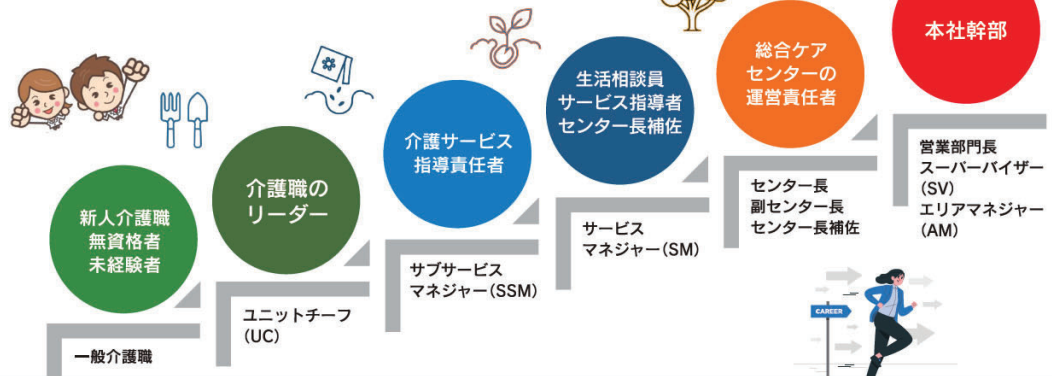 新人介護職
無資格者
未経験者
一般介護職
介護職の
リーダー
ユニットチーフ
(UC)
介護サービス
指導責任者
サブサービス
マネジャー(SSM)
生活相談員
サービス指導者
センター長補佐
サービス
マネジャー(SM)
総合ケア
センターの
運営責任者
センター長
副センター長
センター長補佐
本社幹部
営業部門長
スーパーバイザー
(SV)
エリアマネジャー
(AM)
CAREER